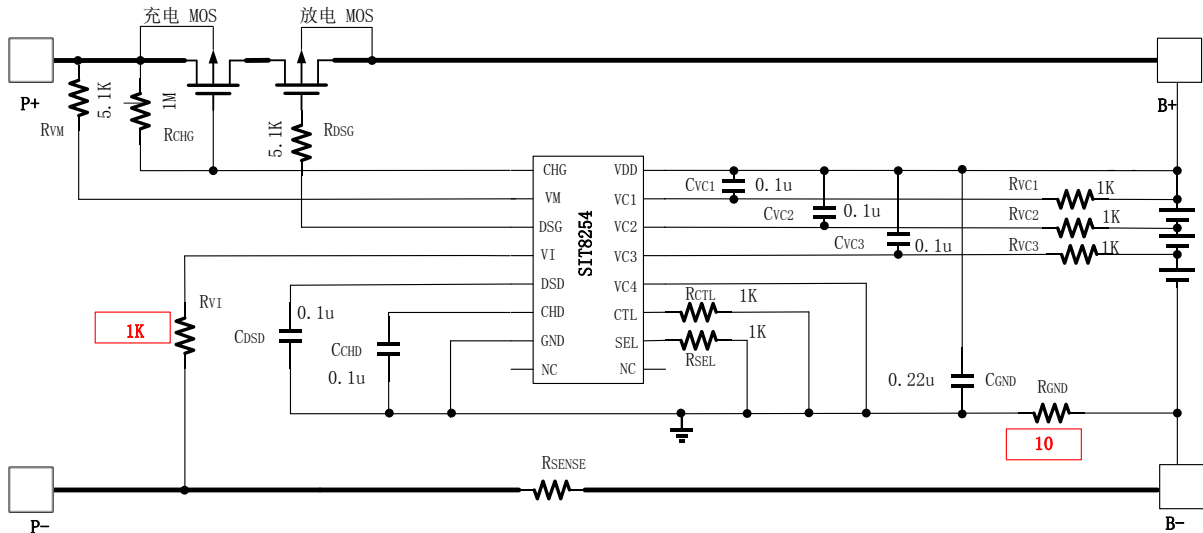 充电 MOS
放电 MOS
P+
B+
RVM
5.1K
1M
RCHG
5.1K
RDSG
SIT8254
CHG
VM
DSG
VI
DSD
CHD
GND
NC
VDD
VC1
VC2
VC3
VC4
CTL
SEL
NC
CVC1
0.1u
CVC2
0.1u
CVC3
0.1u
RVC1
1K
RVC2
1K
RVC3
1K
RVI
1K
0.1u
CDSD
CCHD
0.1u
RCTL
1K
1K
RSEL
0.22u
CGND
RGND
10
RSENSE
P-
B-